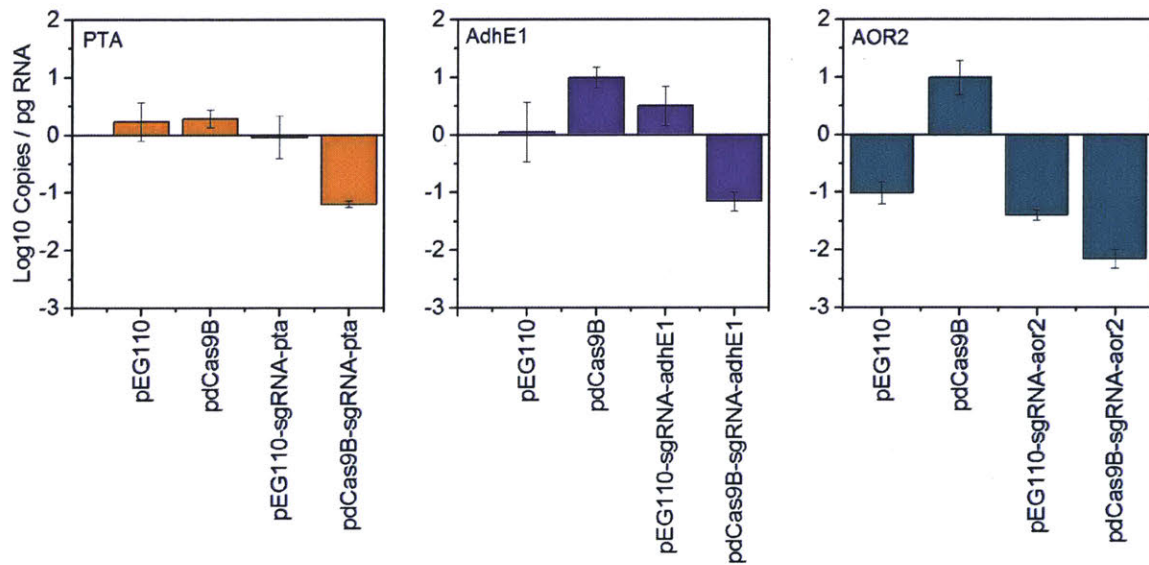 Log10 Copies / pg RNA
PTA
2
1
0
-1
-2
-3
pEG110
pdCas9B
pEG110-sgRNA-pta
pdCas9B-sgRNA-pta
AdhE1
2
1
0
-1
-2
-3
pEG110
pdCas9B
pEG110-sgRNA-adhE1
pdCas9B-sgRNA-adhE1
AOR2
2
1
0
-1
-2
-3
pEG110
pdCas9B
pEG110-sgRNA-aor2
pdCas9B-sgRNA-aor2